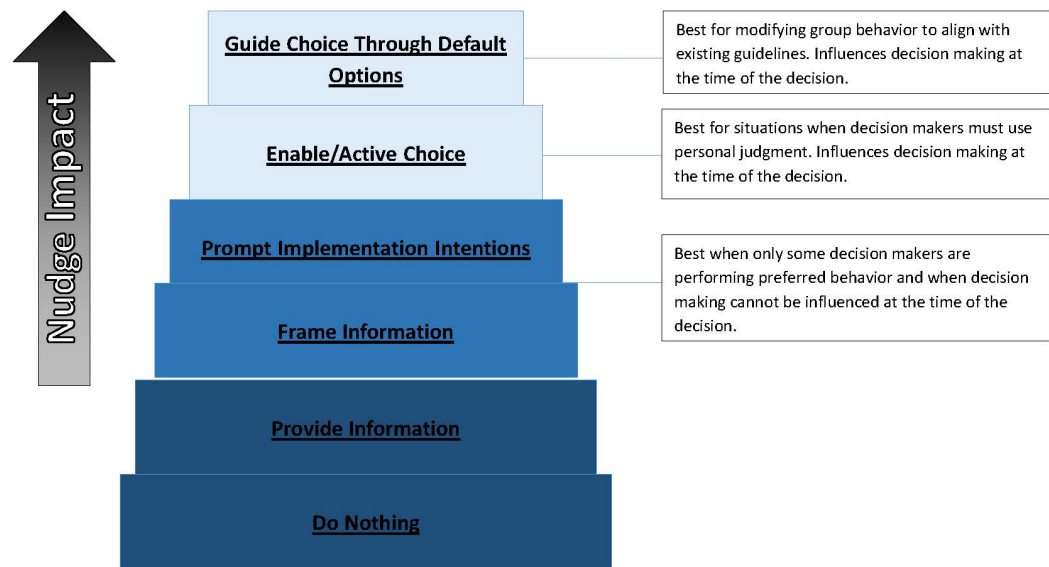 Nudge Impact
Guide Choice Through Default
Options
Best for modifying group behavior to align with
existing guidelines. Influences decision making at
the time of the decision.
Enable/Active Choice
Best for situations when decision makers must use
personal judgment. Influences decision making at
the time of the decision.
Prompt Implementation Intentions
Best when only some decision makers are
performing preferred behavior and when decision
making cannot be influenced at the time of the
decision.
Frame Information
Provide Information
Do Nothing